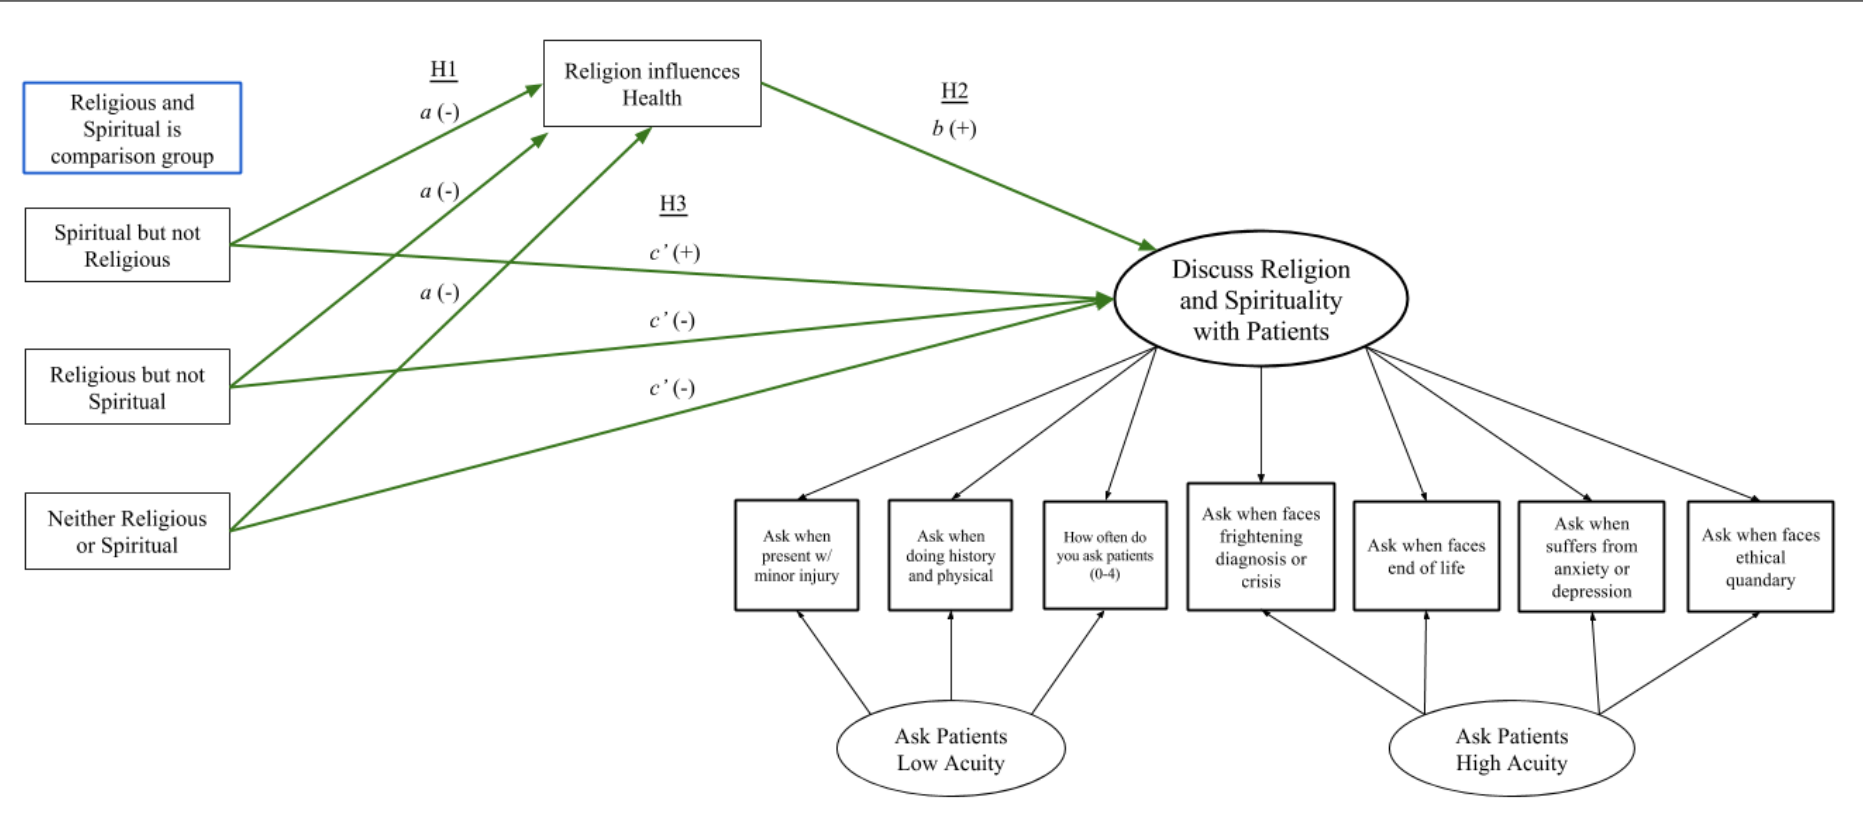 Religious and
Spiritual is
comparison group
Spiritual but not
Religious
Religious but not
Spiritual
Neither Religious
or Spiritual
H1
a (-)
a (-)
a (-)
Religion influences
Health
H2
b (+)
H3
c’ (+)
c’ (-)
c’ (-)
Discuss Religion
and Spirituality
with Patients
Ask when
present w/
minor injury
Ask when
doing history
and physical
How often do
you ask patients
(0-4)
Ask when faces
frightening
diagnosis or
crisis
Ask when faces
end of life
Ask when
suffers from
anxiety or
depression
Ask when faces
ethical
quandary
Ask Patients
Low Acuity
Ask Patients
High Acuity